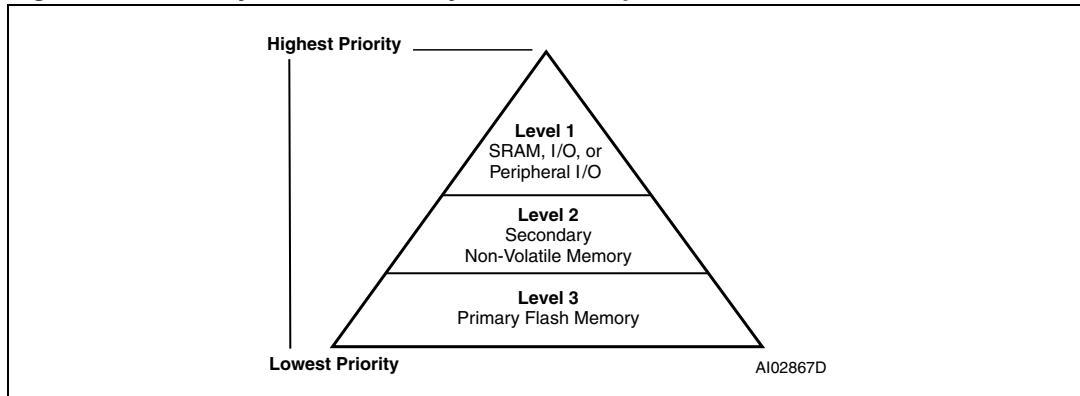 Highest Priority
Level 1
SRAM, I/O, or
Peripheral I/O
Level 2
Secondary
Non-Volatile Memory
Level 3
Primary Flash Memory
Lowest Priority
AI02867D